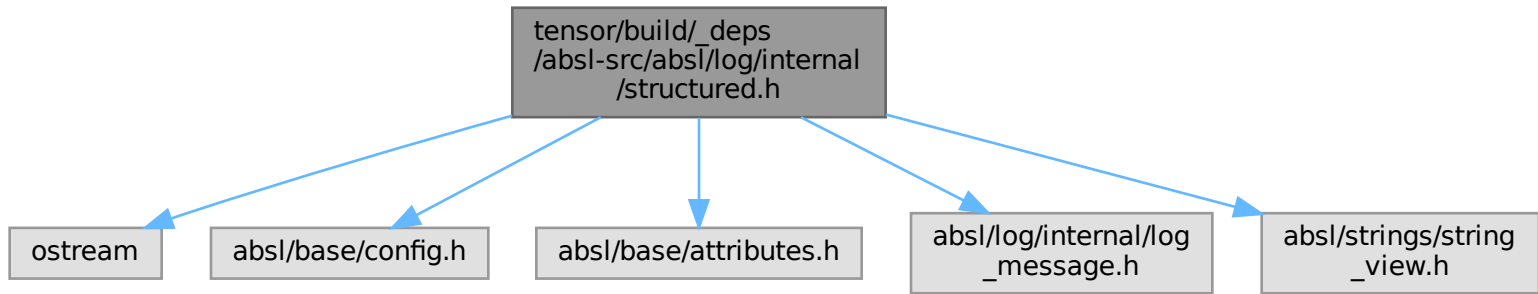 tensor/build/_deps
/absl-src/absl/log/internal
/structured.h
ostream
absl/base/config.h
absl/base/attributes.h
absl/log/internal/log
_message.h
absl/strings/string
_view.h